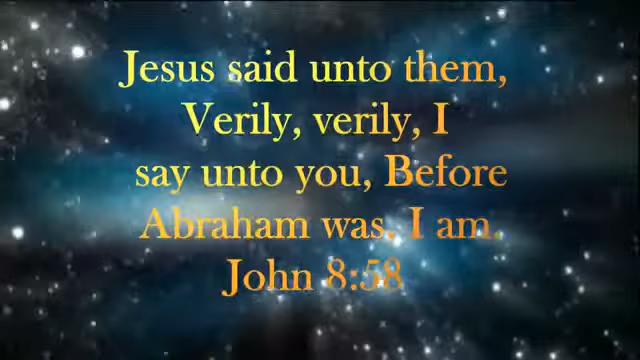 Jesus said unto them,
Verily, verily, I
say unto you, Before
Abraham was, I am.
John 8:58